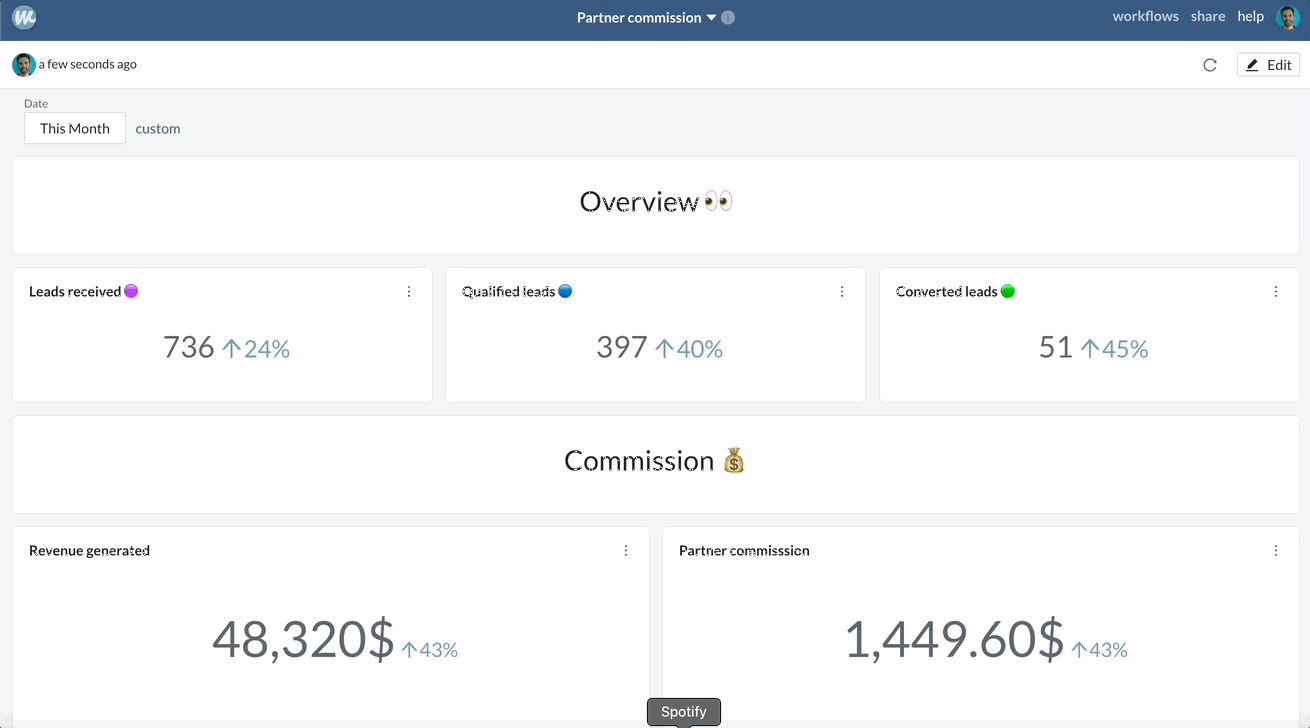 Partner commission
workflows share help
a few seconds ago
Edit
Date
This Month custom
Overview 👀
Leads received 🟣
736 ↑24%
Qualified leads 🔵
397 ↑40%
Converted leads 🟢
51 ↑45%
Commission 💰
Revenue generated
48,320$ ↑43%
Partner commisssion
1,449.60$ ↑43%
Spotify